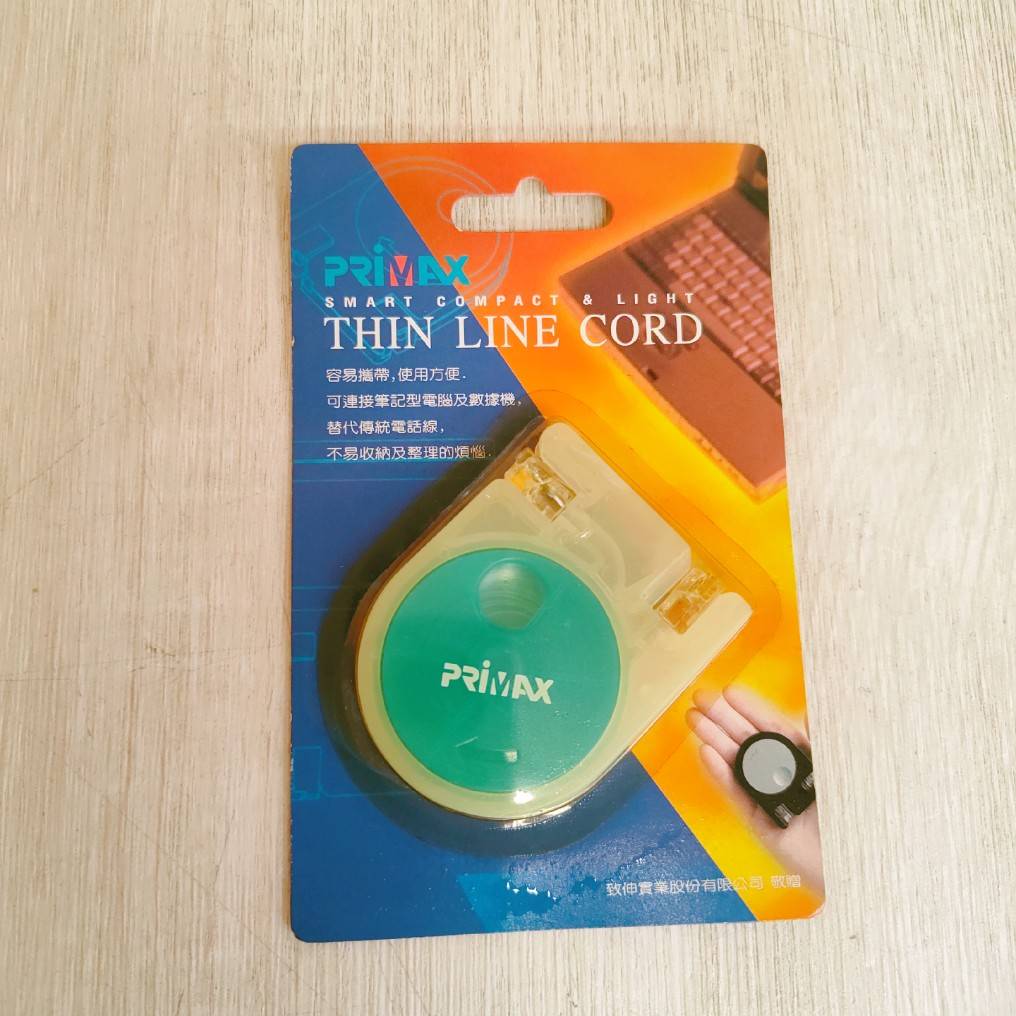 PRIMAX
SMART COMPACT & LIGHT
THIN LINE CORD
容易攜帶,使用方便.
可連接筆記型電腦及數據機,
替代傳統電話線,
不易收納及整理的煩惱.
PRIMAX
致伸實業股份有限公司 敬贈